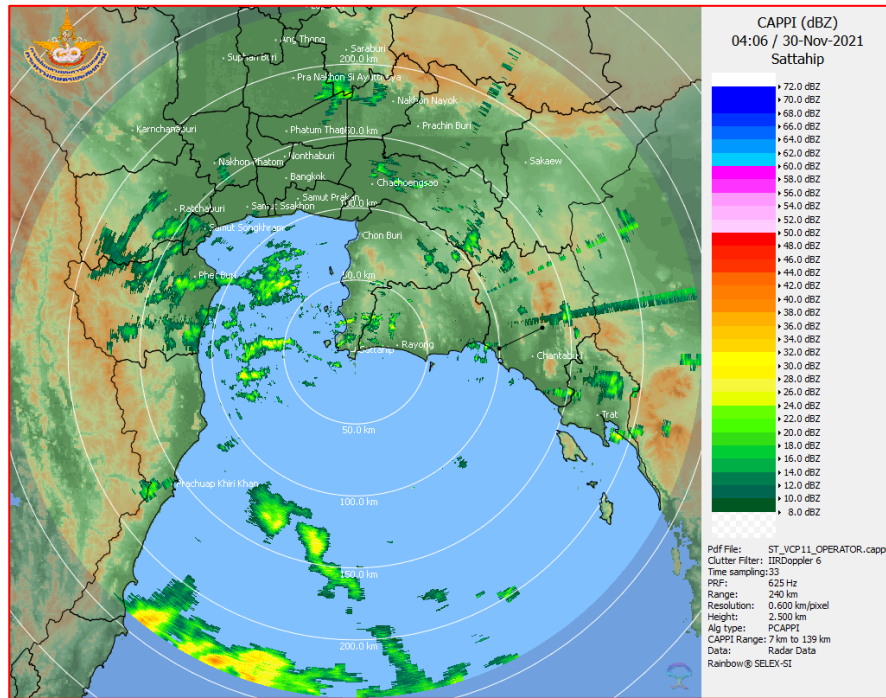 CAPPI (dBZ)
04:06 / 30-Nov-2021
Sattahip
72.0 dBZ
70.0 dBZ
68.0 dBZ
66.0 dBZ
64.0 dBZ
62.0 dBZ
60.0 dBZ
58.0 dBZ
56.0 dBZ
54.0 dBZ
52.0 dBZ
50.0 dBZ
48.0 dBZ
46.0 dBZ
44.0 dBZ
42.0 dBZ
40.0 dBZ
38.0 dBZ
36.0 dBZ
34.0 dBZ
32.0 dBZ
30.0 dBZ
28.0 dBZ
26.0 dBZ
24.0 dBZ
22.0 dBZ
20.0 dBZ
18.0 dBZ
16.0 dBZ
14.0 dBZ
12.0 dBZ
10.0 dBZ
8.0 dBZ
Pdf File: ST_VCP11_OPERATOR.capp
Clutter Filter: IIRDoppler 6
Time sampling:33
PRF: 625 Hz
Range: 240 km
Resolution: 0.600 km/pixel
Height: 2.500 km
Alg type: PCAPPI
CAPPI Range: 7 km to 139 km
Data: Radar Data
Rainbow® SELEX-SI
Ang Thong
Saraburi
Suphan Buri
200.0 km
Pra Nakhon Si Ayutthaya
Nakhon Nayok
Karnchanaburi
Prachin Buri
Nonthaburi
Nakhon Phatom
Sakaew
Bangkok
Chachoengsao
Samut Prakan
Samut Ssakhon
Ratchaburi
100.0 km
Samut Songkhram
Chon Buri
50.0 km
Sattahip
Rayong
Chantaburi
Trat
50.0 km
Prachuap Khiri Khan
100.0 km
150.0 km
200.0 km